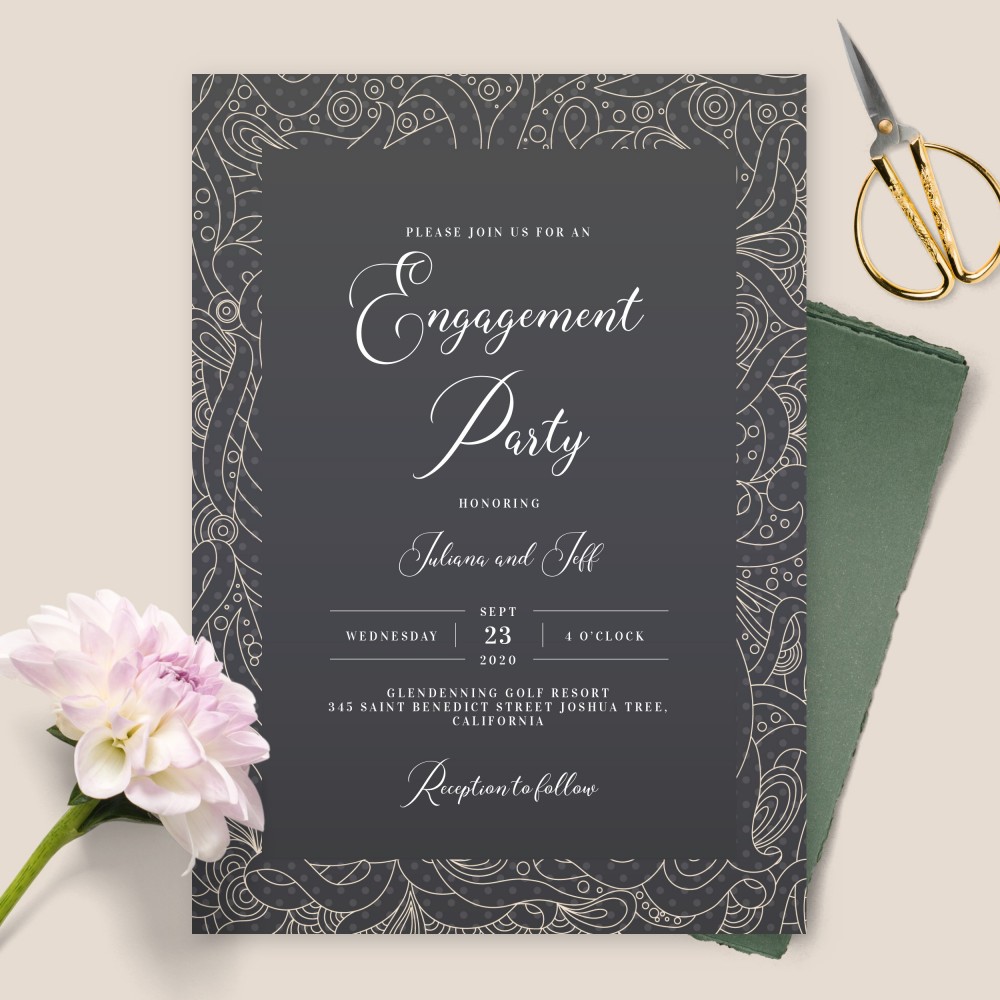 PLEASE JOIN US FOR AN
Engagement
Party
HONORING
Juliana and Jeff
SEPT
WEDNESDAY 23 4 O'CLOCK
2020
GLENDENNING GOLF RESORT
345 SAINT BENEDICT STREET JOSHUA TREE,
CALIFORNIA
Reception to follow